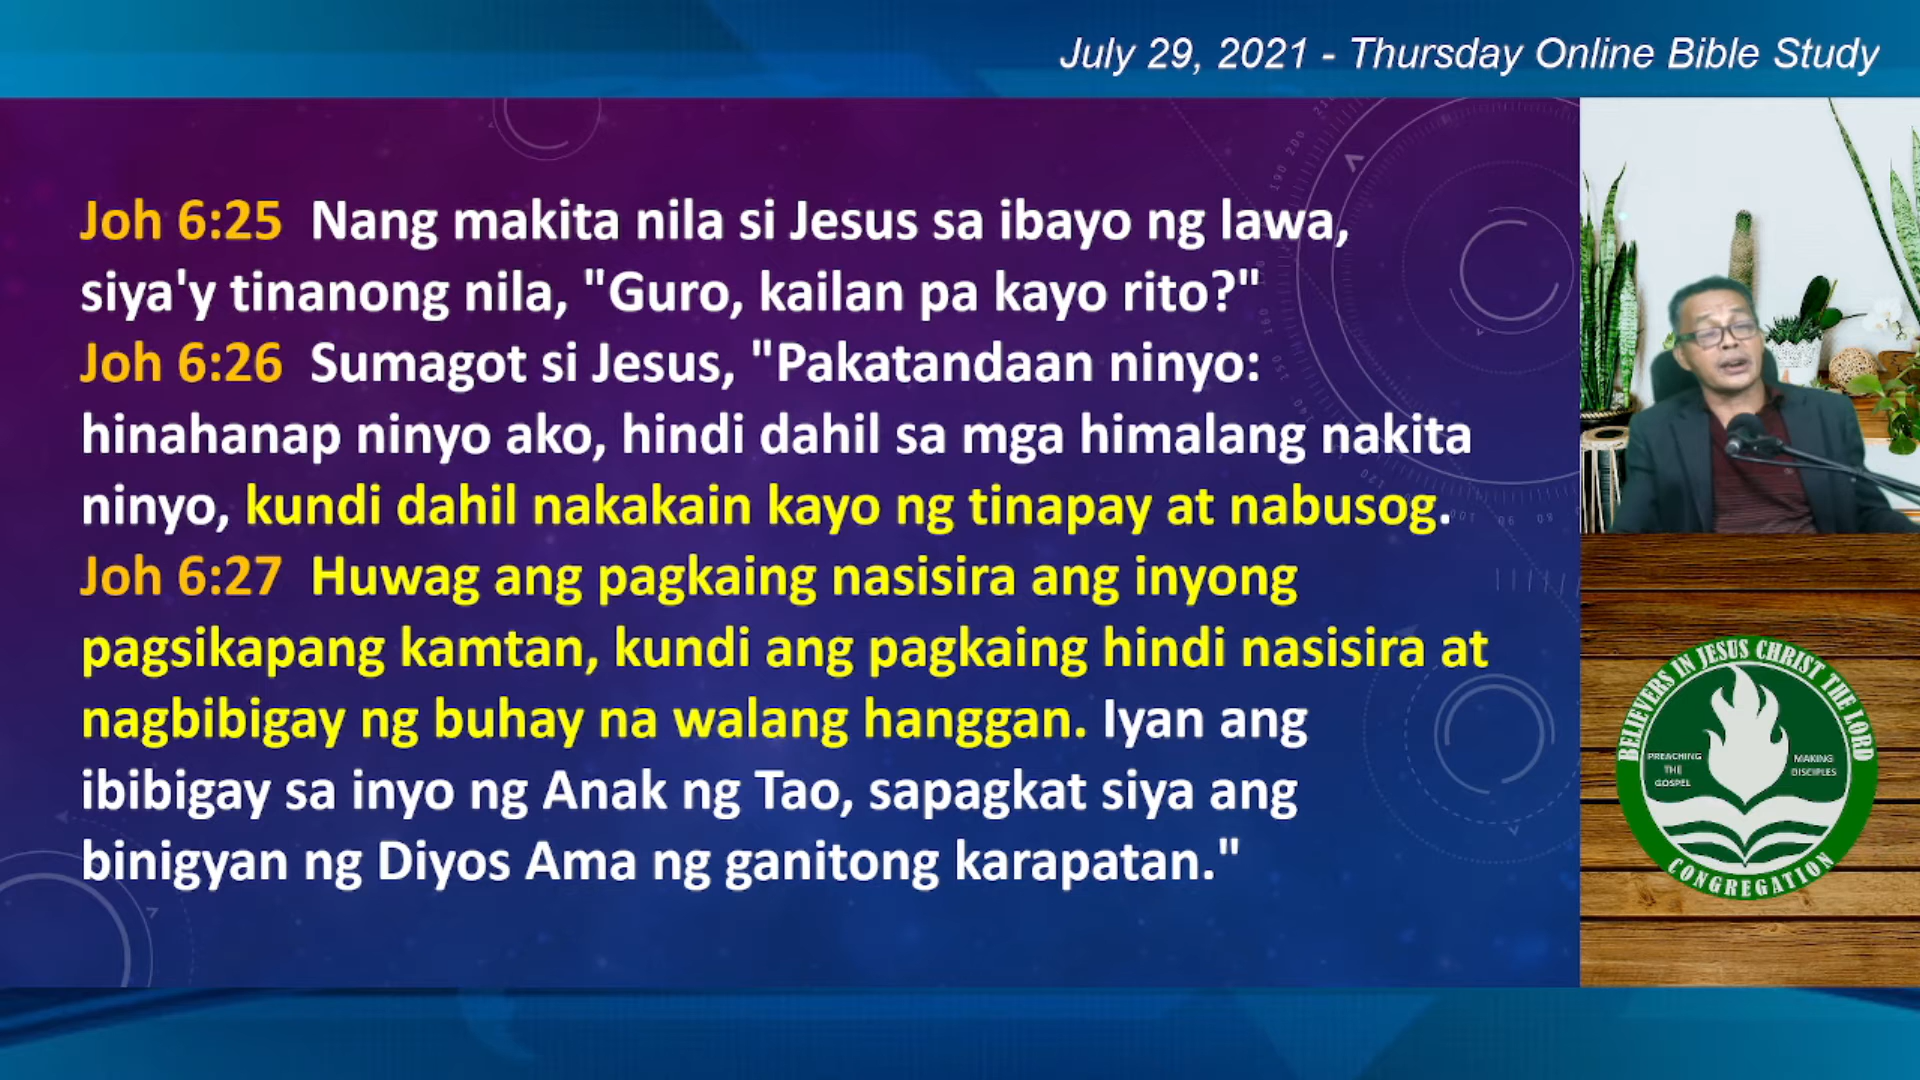 July 29, 2021 - Thursday Online Bible Study
Joh 6:25 Nang makita nila si Jesus sa ibayo ng lawa,
siya'y tinanong nila, "Guro, kailan pa kayo rito?"
Joh 6:26 Sumagot si Jesus, "Pakatandaan ninyo:
hinahanap ninyo ako, hindi dahil sa mga himalang nakita
ninyo, kundi dahil nakakain kayo ng tinapay at nabusog.
Joh 6:27 Huwag ang pagkaing nasisira ang inyong
pagsikapang kamtan, kundi ang pagkaing hindi nasisira at
nagbibigay ng buhay na walang hanggan. Iyan ang
ibibigay sa inyo ng Anak ng Tao, sapagkat siya ang
binigyan ng Diyos Ama ng ganitong karapatan."
BELIEVERS IN JESUS CHRIST THE LORD
PREACHING
THE
GOSPEL
MAKING
DISCIPLES
CONGREGATION